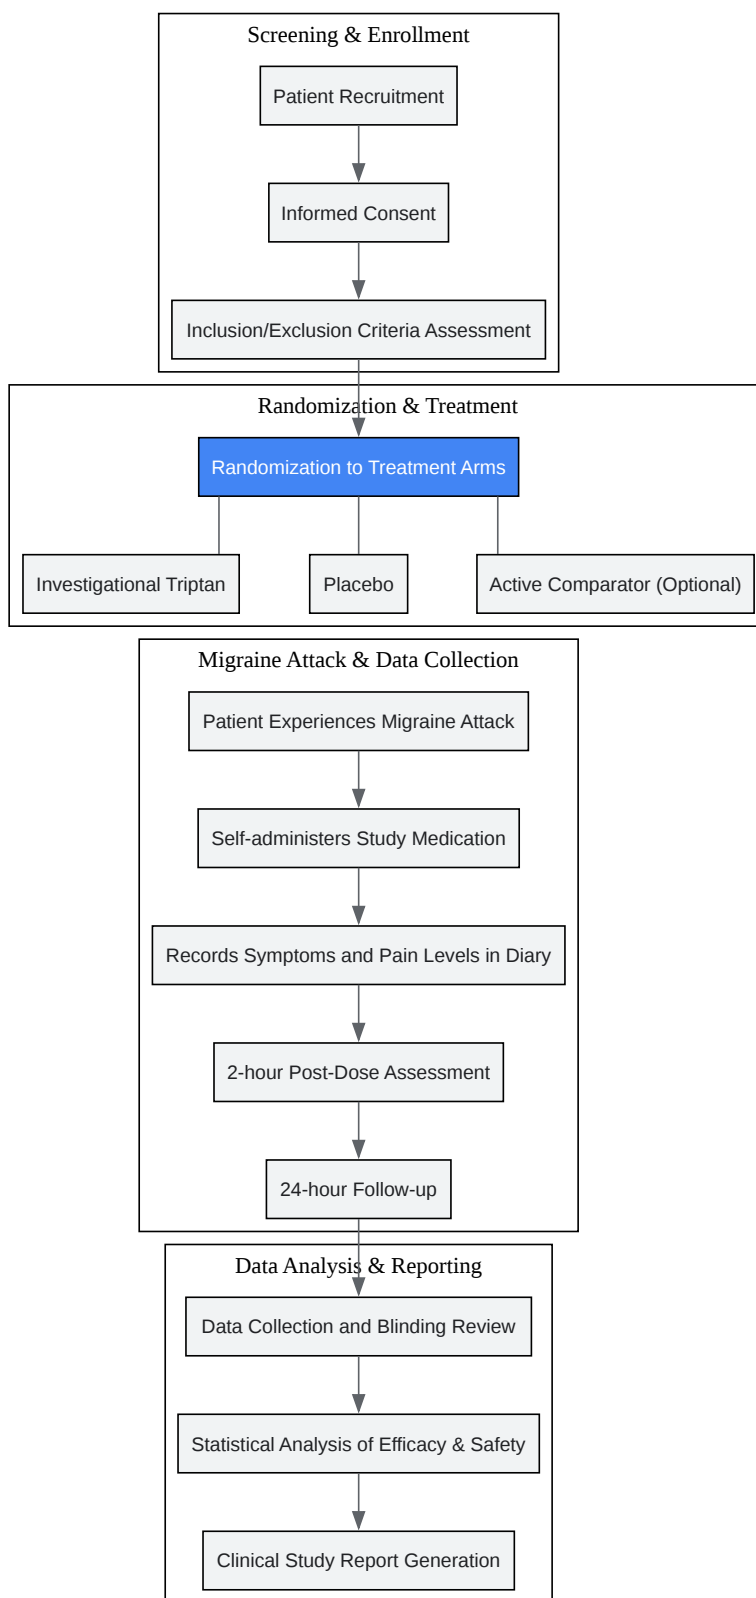 Screening & Enrollment
Patient Recruitment
Informed Consent
Inclusion/Exclusion Criteria Assessment
Randomization & Treatment
Randomization to Treatment Arms
Investigational Triptan
Placebo
Active Comparator (Optional)
Migraine Attack & Data Collection
Patient Experiences Migraine Attack
Self-administers Study Medication
Records Symptoms and Pain Levels in Diary
2-hour Post-Dose Assessment
24-hour Follow-up
Data Analysis & Reporting
Data Collection and Blinding Review
Statistical Analysis of Efficacy & Safety
Clinical Study Report Generation